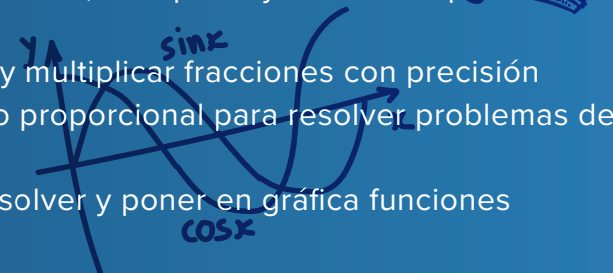 y
sinx
y multiplicar fracciones con precisión
o proporcional para resolver problemas de
x
solver y poner en gráfica funciones
cosx